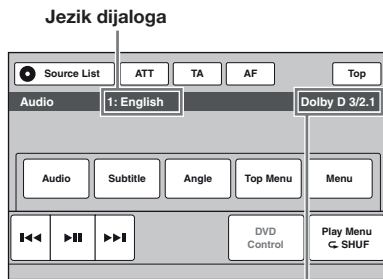 Jezik dijaloga
Source List ATT TA AF Top
Audio 1: English Dolby D 3/2.1
Audio Subtitle Angle Top Menu Menu
DVD Control
Play Menu
SHUF